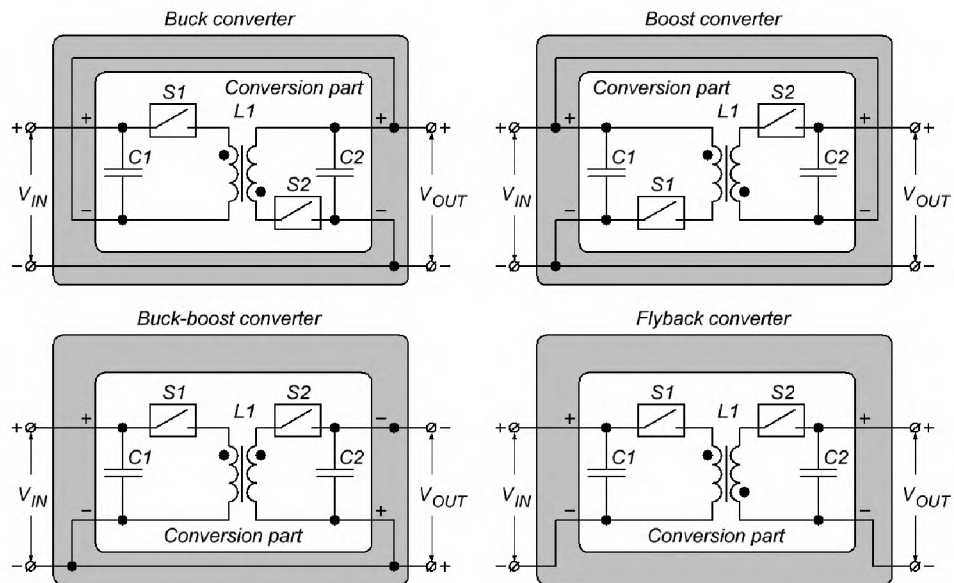 Buck converter
Conversion part
S1
L1
+
+
+
+
C1
C2
S2
V_IN
V_OUT
−
−
−
−
Boost converter
Conversion part
S2
L1
+
+
+
+
C1
C2
S1
V_IN
V_OUT
−
−
−
−
Buck-boost converter
S1
S2
L1
+
+
−
−
C1
C2
V_IN
V_OUT
−
+
Conversion part
−
+
Flyback converter
S1
S2
L1
+
+
+
+
C1
C2
V_IN
V_OUT
−
−
Conversion part
−
−